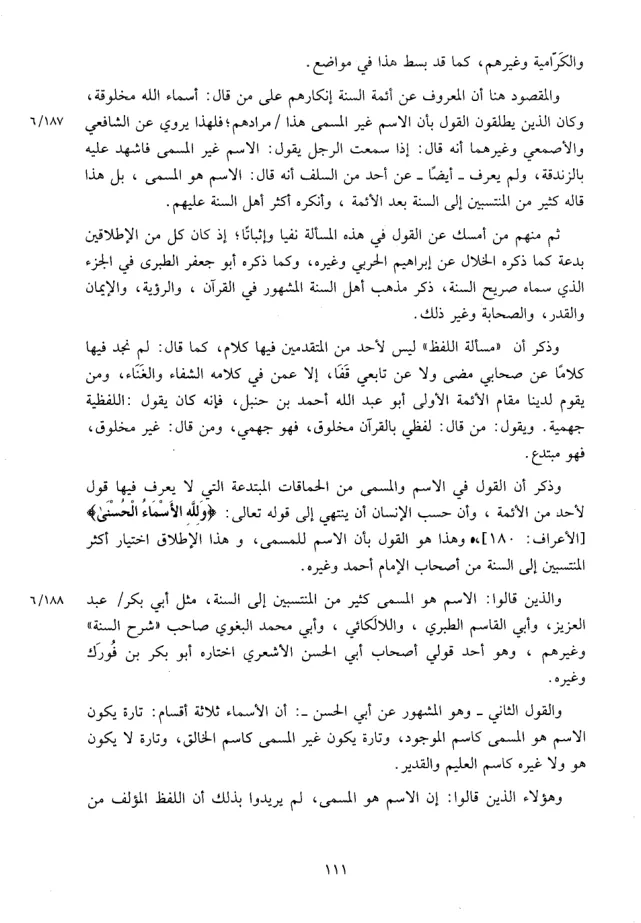 والكَرَّامية وغيرهم، كما قد بسط هذا في مواضع.
والمقصود هنا أن المعروف عن أئمة السنة إنكارهم على من قال: أسماء الله مخلوقة،
وكان الذين يطلقون القول بأن الاسم غير المسمى هذا / مرادهم؛ فلهذا يروي عن الشافعي
٦/١٨٧
والأصمعي وغيرهما أنه قال: إذا سمعت الرجل يقول: الاسم غير المسمى فاشهد عليه
بالزندقة، ولم يعرف ـ أيضًا ـ عن أحد من السلف أنه قال: الاسم هو المسمى ، بل هذا
قاله كثير من المنتسبين إلى السنة بعد الأئمة ، وأنكره أكثر أهل السنة عليهم.
ثم منهم من أمسك عن القول في هذه المسألة نفيا وإثباتًا؛ إذ كان كل من الإطلاقين
بدعة كما ذكره الخلال عن إبراهيم الحربي وغيره، وكما ذكره أبو جعفر الطبرى في الجزء
الذي سماه صريح السنة، ذكر مذهب أهل السنة المشهور في القرآن ، والرؤية، والإيمان
والقدر، والصحابة وغير ذلك.
وذكر أن «مسألة اللفظ» ليس لأحد من المتقدمين فيها كلام، كما قال: لم نجد فيها
كلامًا عن صحابي مضى ولا عن تابعي قَفَا، إلا عمن في كلامه الشفاء والغَنَاء، ومن
يقوم لدينا مقام الأئمة الأولى أبو عبد الله أحمد بن حنبل، فإنه كان يقول :اللفظية
جهمية. ويقول: من قال: لفظي بالقرآن مخلوق، فهو جهمي، ومن قال: غير مخلوق،
فهو مبتدع.
وذكر أن القول في الاسم والمسمى من الحماقات المبتدعة التي لا يعرف فيها قول
لأحد من الأئمة ، وأن حسب الإنسان أن ينتهي إلى قوله تعالى: ﴿وَلِلَّهِ الأَسْمَاءُ الْحُسْنَىٰ﴾
[الأعراف: ١٨٠]،، وهذا هو القول بأن الاسم للمسمى، و هذا الإطلاق اختيار أكثر
المنتسبين إلى السنة من أصحاب الإمام أحمد وغيره.
والذين قالوا: الاسم هو المسمى كثير من المنتسبين إلى السنة، مثل أبي بكر/ عبد
٦/١٨٨
العزيز، وأبي القاسم الطبري ، واللالَكائي ، وأبي محمد البغوي صاحب «شرح السنة»
وغيرهم ، وهو أحد قولي أصحاب أبي الحسن الأشعري اختاره أبو بكر بن فُورَك
وغيره.
والقول الثاني ـ وهو المشهور عن أبي الحسن ـ: أن الأسماء ثلاثة أقسام: تارة يكون
الاسم هو المسمى كاسم الموجود، وتارة يكون غير المسمى كاسم الخالق، وتارة لا يكون
هو ولا غيره كاسم العليم والقدير.
وهؤلاء الذين قالوا: إن الاسم هو المسمى، لم يريدوا بذلك أن اللفظ المؤلف من
١١١